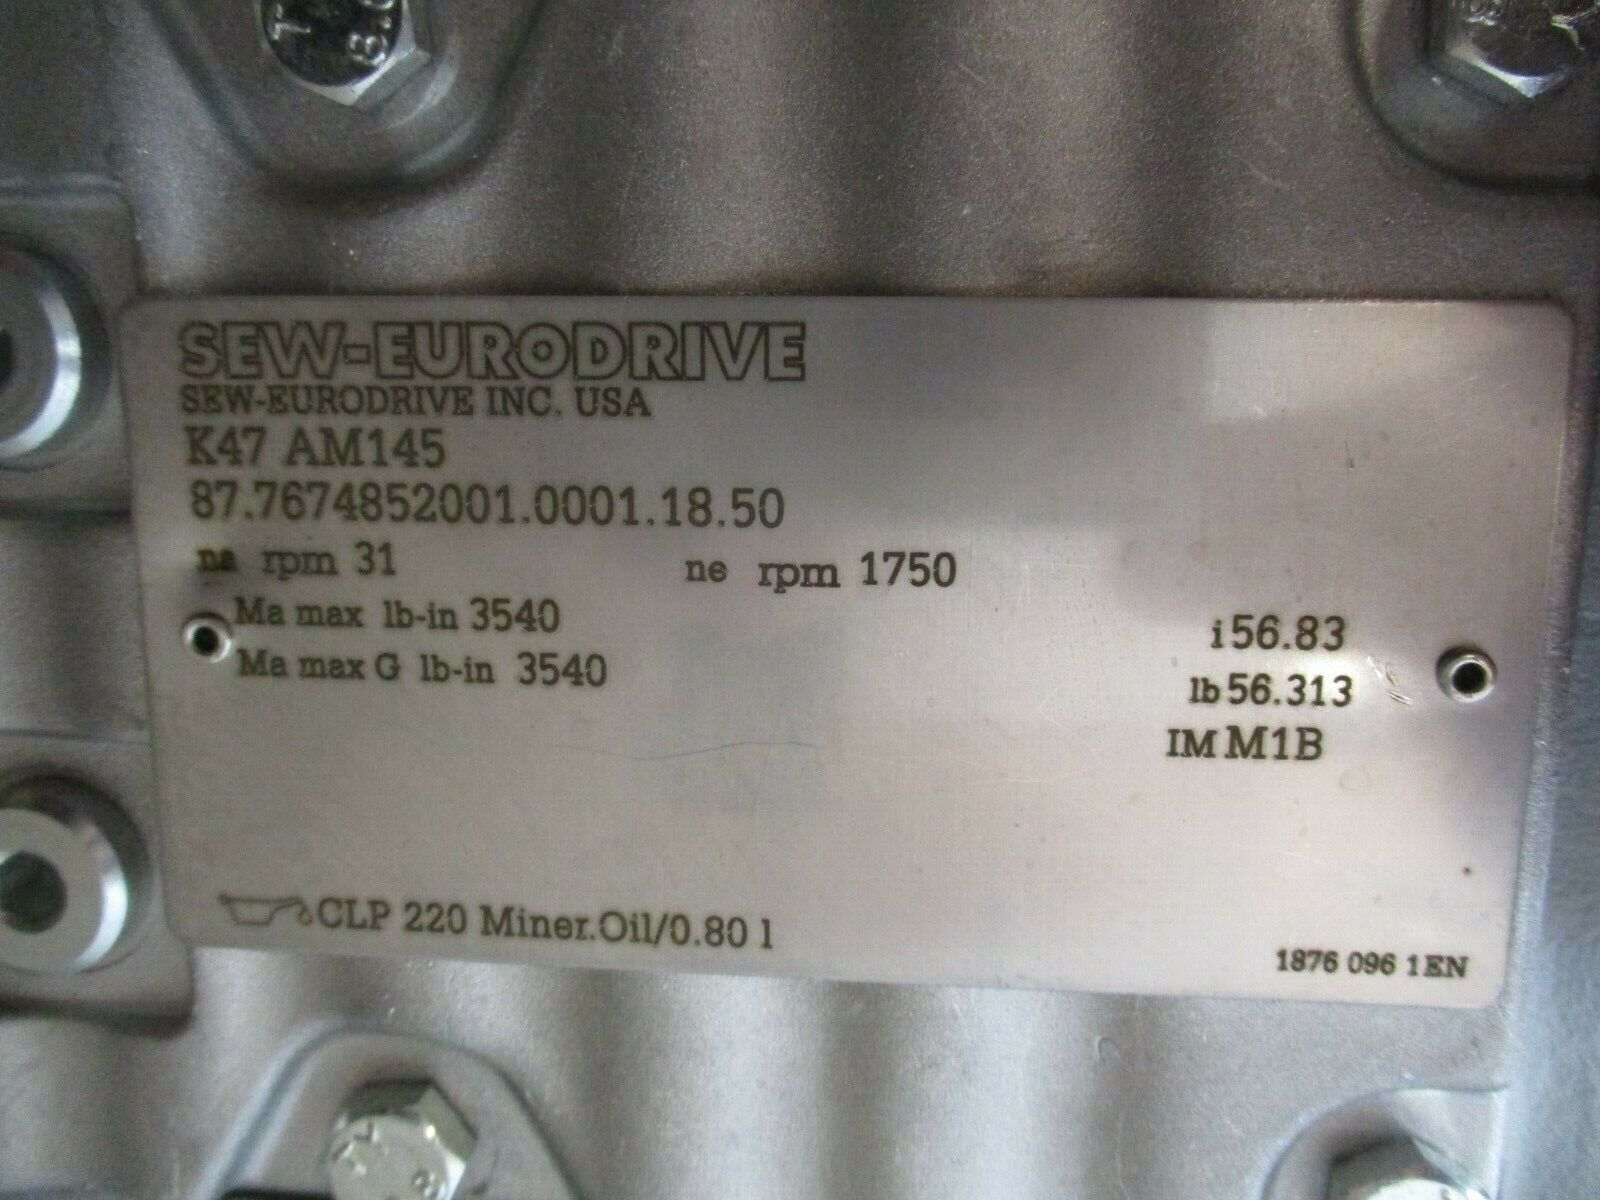 SEW-EURODRIVE
SEW-EURODRIVE INC. USA
K47 AM145
87.7674852001.0001.18.50
na rpm 31 ne rpm 1750
Ma max lb-in 3540
i 56.83
Ma max G lb-in 3540
lb 56.313
IM M1B
CLP 220 Miner.Oil/0.80 l
1876 096 1EN